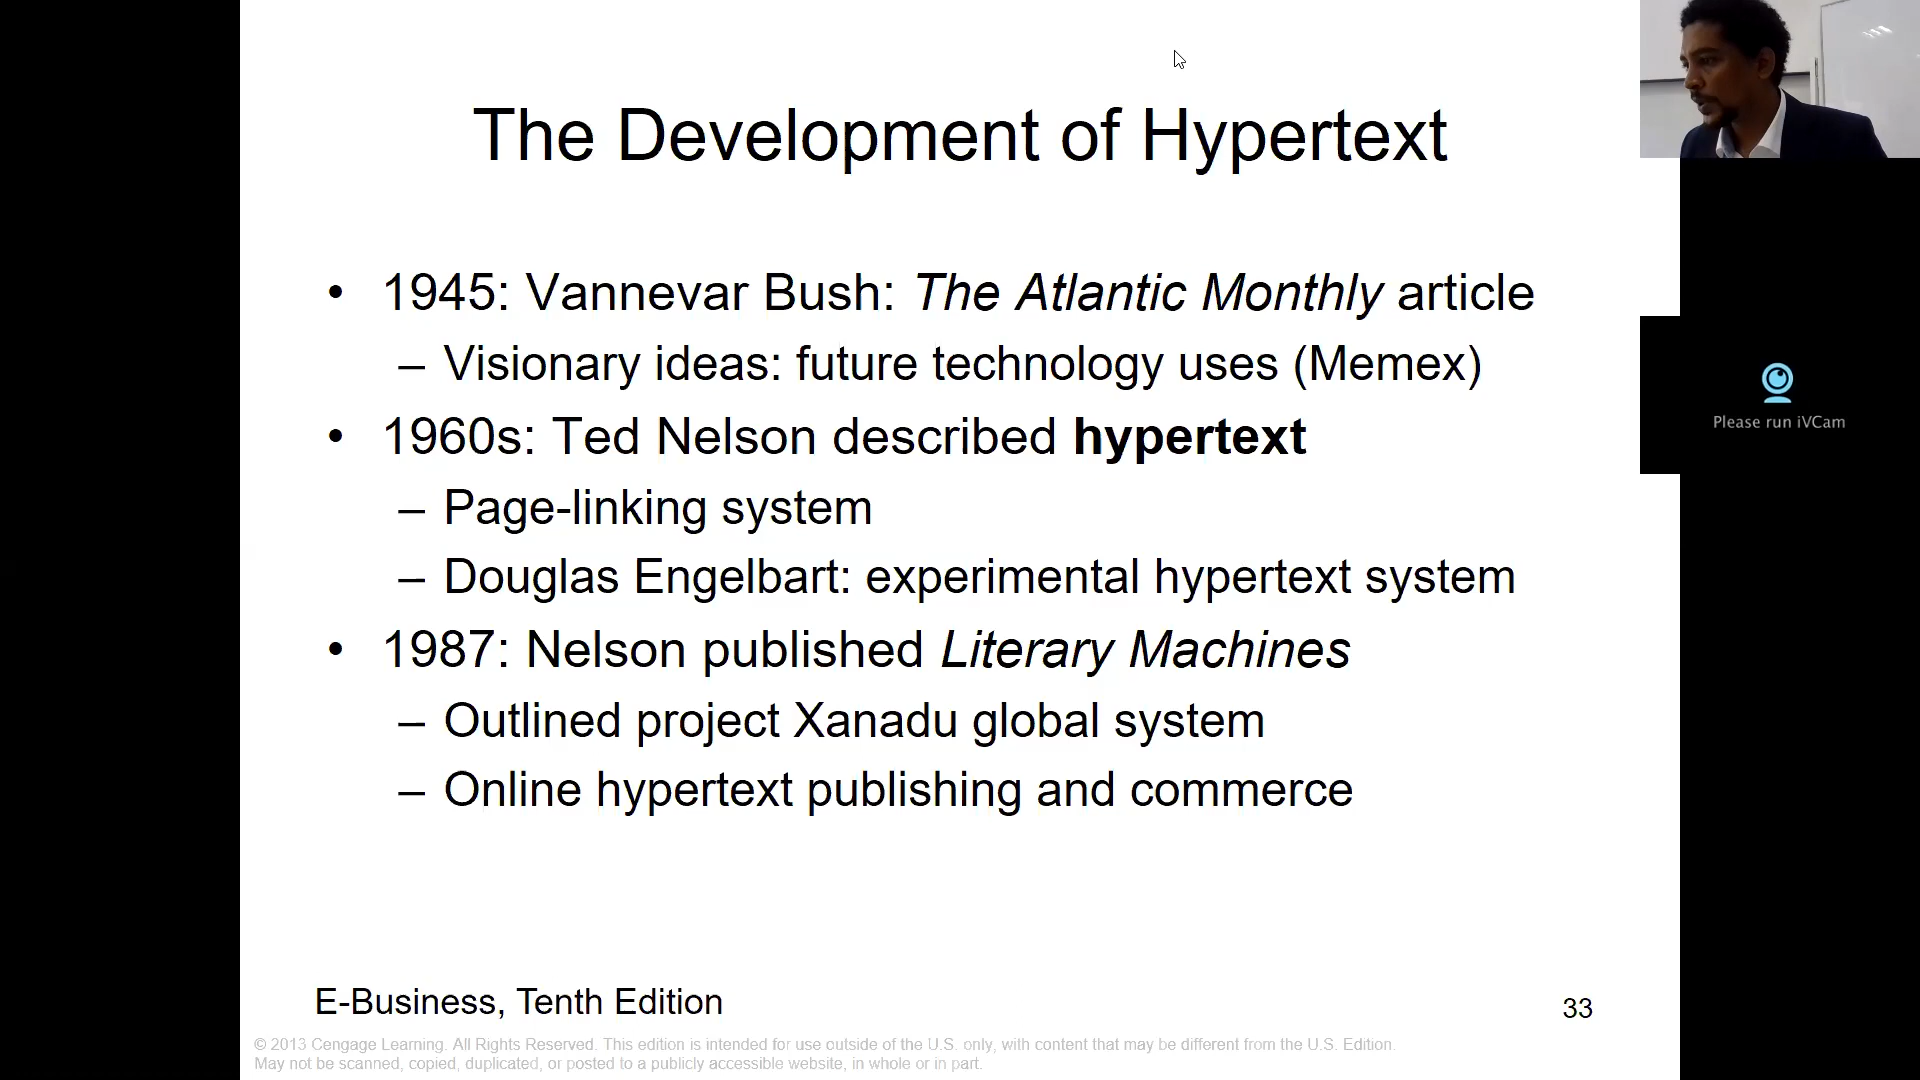 The Development of Hypertext
• 1945: Vannevar Bush: The Atlantic Monthly article
– Visionary ideas: future technology uses (Memex)
• 1960s: Ted Nelson described hypertext
– Page-linking system
– Douglas Engelbart: experimental hypertext system
• 1987: Nelson published Literary Machines
– Outlined project Xanadu global system
– Online hypertext publishing and commerce
Please run iVCam
E-Business, Tenth Edition
33
© 2013 Cengage Learning. All Rights Reserved. This edition is intended for use outside of the U.S. only, with content that may be different from the U.S. Edition.
May not be scanned, copied, duplicated, or posted to a publicly accessible website, in whole or in part.